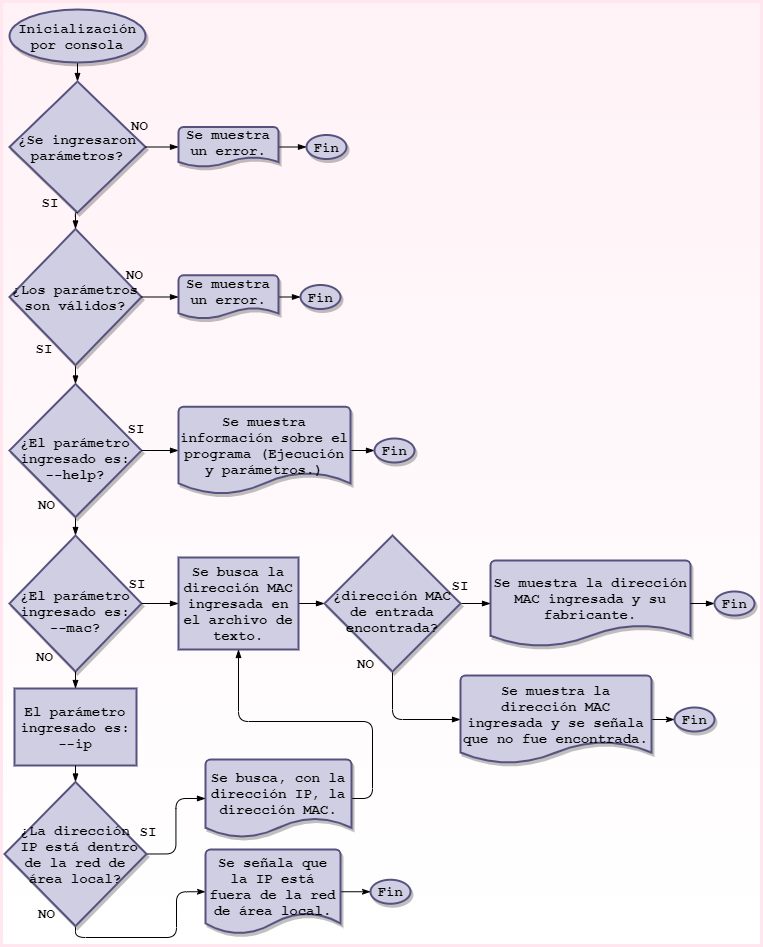 Inicialización
por consola
NO
¿Se ingresaron
parámetros?
Se muestra
un error.
Fin
SI
NO
¿Los parámetros
son válidos?
Se muestra
un error.
Fin
SI
SI
¿El parámetro
ingresado es:
--help?
Se muestra
información sobre el
programa (Ejecución
y parámetros.)
Fin
NO
SI
¿El parámetro
ingresado es:
--mac?
Se busca la
dirección MAC
ingresada en
el archivo de
texto.
¿dirección MAC
de entrada
encontrada?
SI
Se muestra la dirección
MAC ingresada y su
fabricante.
Fin
NO
NO
Se muestra la
dirección MAC
ingresada y se señala
que no fue encontrada.
Fin
El parámetro
ingresado es:
--ip
¿La dirección
IP está dentro
de la red de
área local?
SI
Se busca, con la
dirección IP, la
dirección MAC.
NO
Se señala que
la IP está
fuera de la red
de área local.
Fin